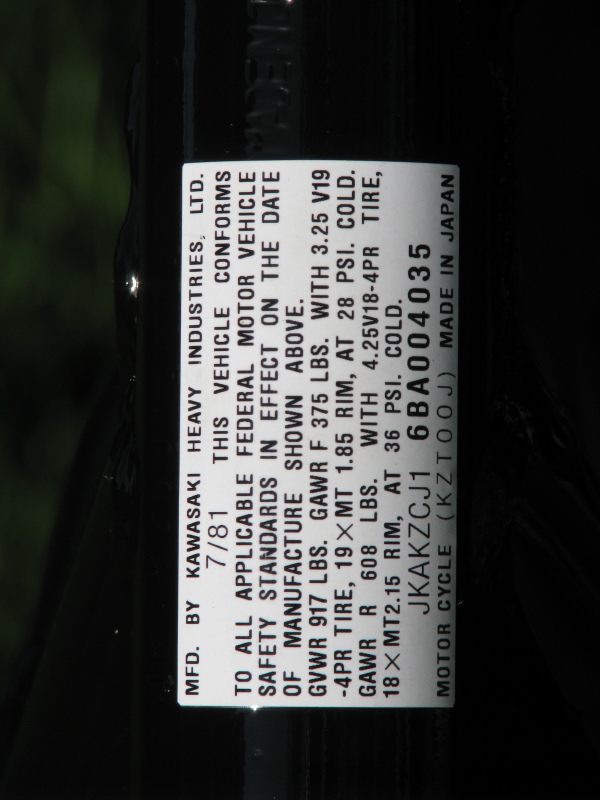 MFD. BY KAWASAKI HEAVY INDUSTRIES, LTD.
7/81 THIS VEHICLE CONFORMS
TO ALL APPLICABLE FEDERAL MOTOR VEHICLE
SAFETY STANDARDS IN EFFECT ON THE DATE
OF MANUFACTURE SHOWN ABOVE.
GVWR 917 LBS. GAWR F 375 LBS. WITH 3.25 V19
-4PR TIRE, 19×MT 1.85 RIM, AT 28 PSI. COLD.
GAWR R 608 LBS. WITH 4.25V18-4PR TIRE,
18×MT2.15 RIM, AT 36 PSI. COLD.
JKAKZCJ1 6BA004035
MOTOR CYCLE (KZTOOJ) MADE IN JAPAN